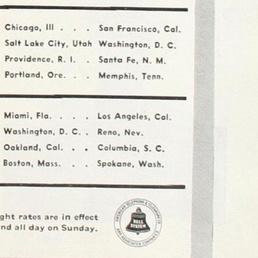 Chicago, Ill . . . San Francisco, Cal.
Salt Lake City, Utah Washington, D. C.
Providence, R. I. . Santa Fe, N. M.
Portland, Ore. . . Memphis, Tenn.
Miami, Fla. . . . Los Angeles, Cal.
Washington, D. C. . Reno, Nev.
Oakland, Cal. . . Columbia, S. C.
Boston, Mass. . . Spokane, Wash.
ght rates are in effect
nd all day on Sunday.
BELL
SYSTEM